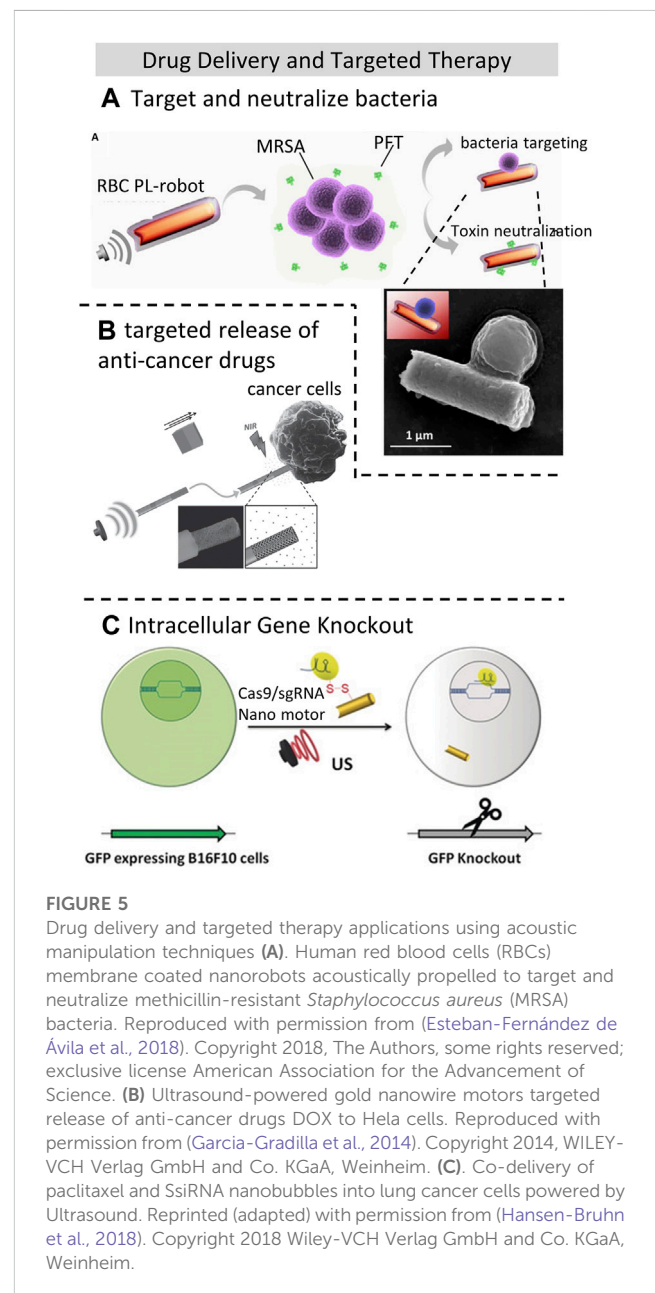 Drug Delivery and Targeted Therapy
A Target and neutralize bacteria
A
MRSA
PFT
bacteria targeting
RBC PL-robot
Toxin neutralization
B targeted release of
anti-cancer drugs
cancer cells
NIR
1 µm
C Intracellular Gene Knockout
S-S
Cas9/sgRNA
Nano motor
US
GFP expressing B16F10 cells
GFP Knockout
FIGURE 5
Drug delivery and targeted therapy applications using acoustic
manipulation techniques (A). Human red blood cells (RBCs)
membrane coated nanorobots acoustically propelled to target and
neutralize methicillin-resistant Staphylococcus aureus (MRSA)
bacteria. Reproduced with permission from (Esteban-Fernández de
Ávila et al., 2018). Copyright 2018, The Authors, some rights reserved;
exclusive license American Association for the Advancement of
Science. (B) Ultrasound-powered gold nanowire motors targeted
release of anti-cancer drugs DOX to Hela cells. Reproduced with
permission from (Garcia-Gradilla et al., 2014). Copyright 2014, WILEY-
VCH Verlag GmbH and Co. KGaA, Weinheim. (C). Co-delivery of
paclitaxel and SsiRNA nanobubbles into lung cancer cells powered by
Ultrasound. Reprinted (adapted) with permission from (Hansen-Bruhn
et al., 2018). Copyright 2018 Wiley-VCH Verlag GmbH and Co. KGaA,
Weinheim.